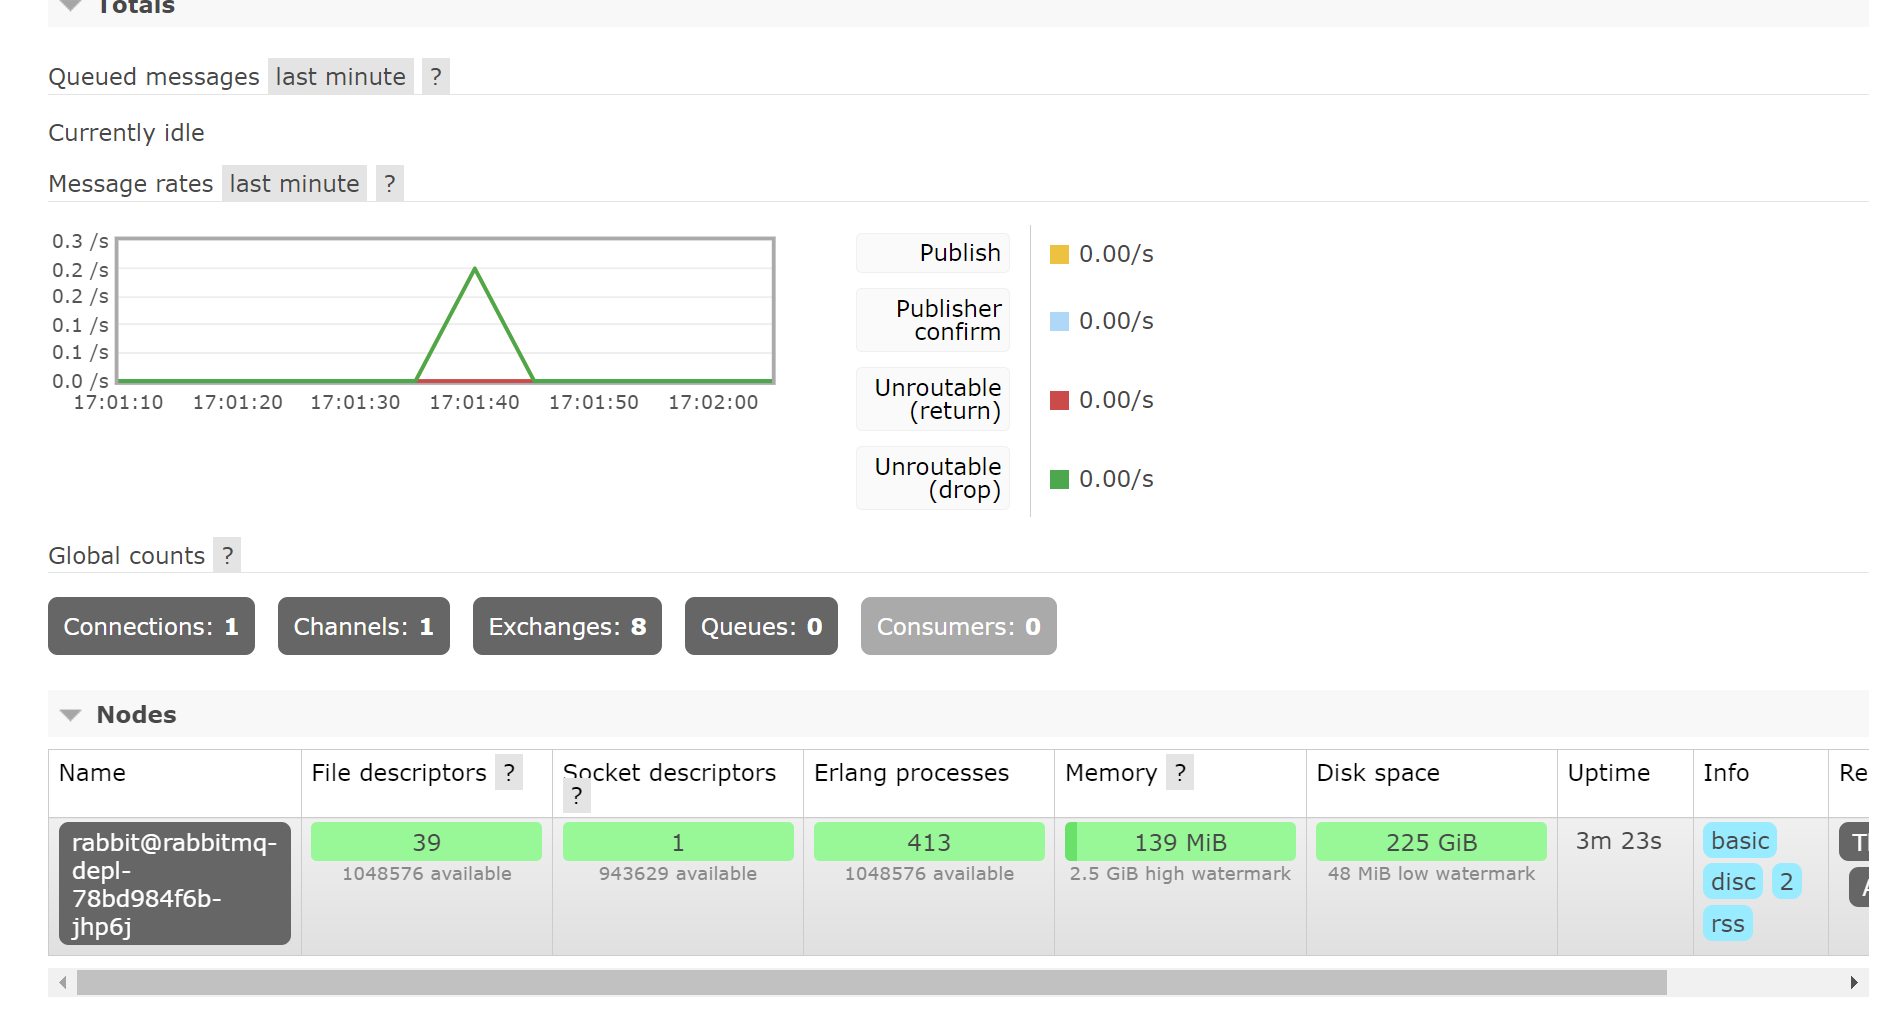 Totals
Queued messages last minute ?
Currently idle
Message rates last minute ?
0.3 /s
0.2 /s
0.2 /s
0.1 /s
0.1 /s
0.0 /s
17:01:10 17:01:20 17:01:30 17:01:40 17:01:50 17:02:00
Publish 0.00/s
Publisher
confirm 0.00/s
Unroutable
(return) 0.00/s
Unroutable
(drop) 0.00/s
Global counts ?
Connections: 1 Channels: 1 Exchanges: 8 Queues: 0 Consumers: 0
Nodes
Name File descriptors ? Socket descriptors ? Erlang processes Memory ? Disk space Uptime Info Re
rabbit@rabbitmq-
depl-
78bd984f6b-
jhp6j
39
1048576 available
1
943629 available
413
1048576 available
139 MiB
2.5 GiB high watermark
225 GiB
48 MiB low watermark
3m 23s
basic
disc 2
rss